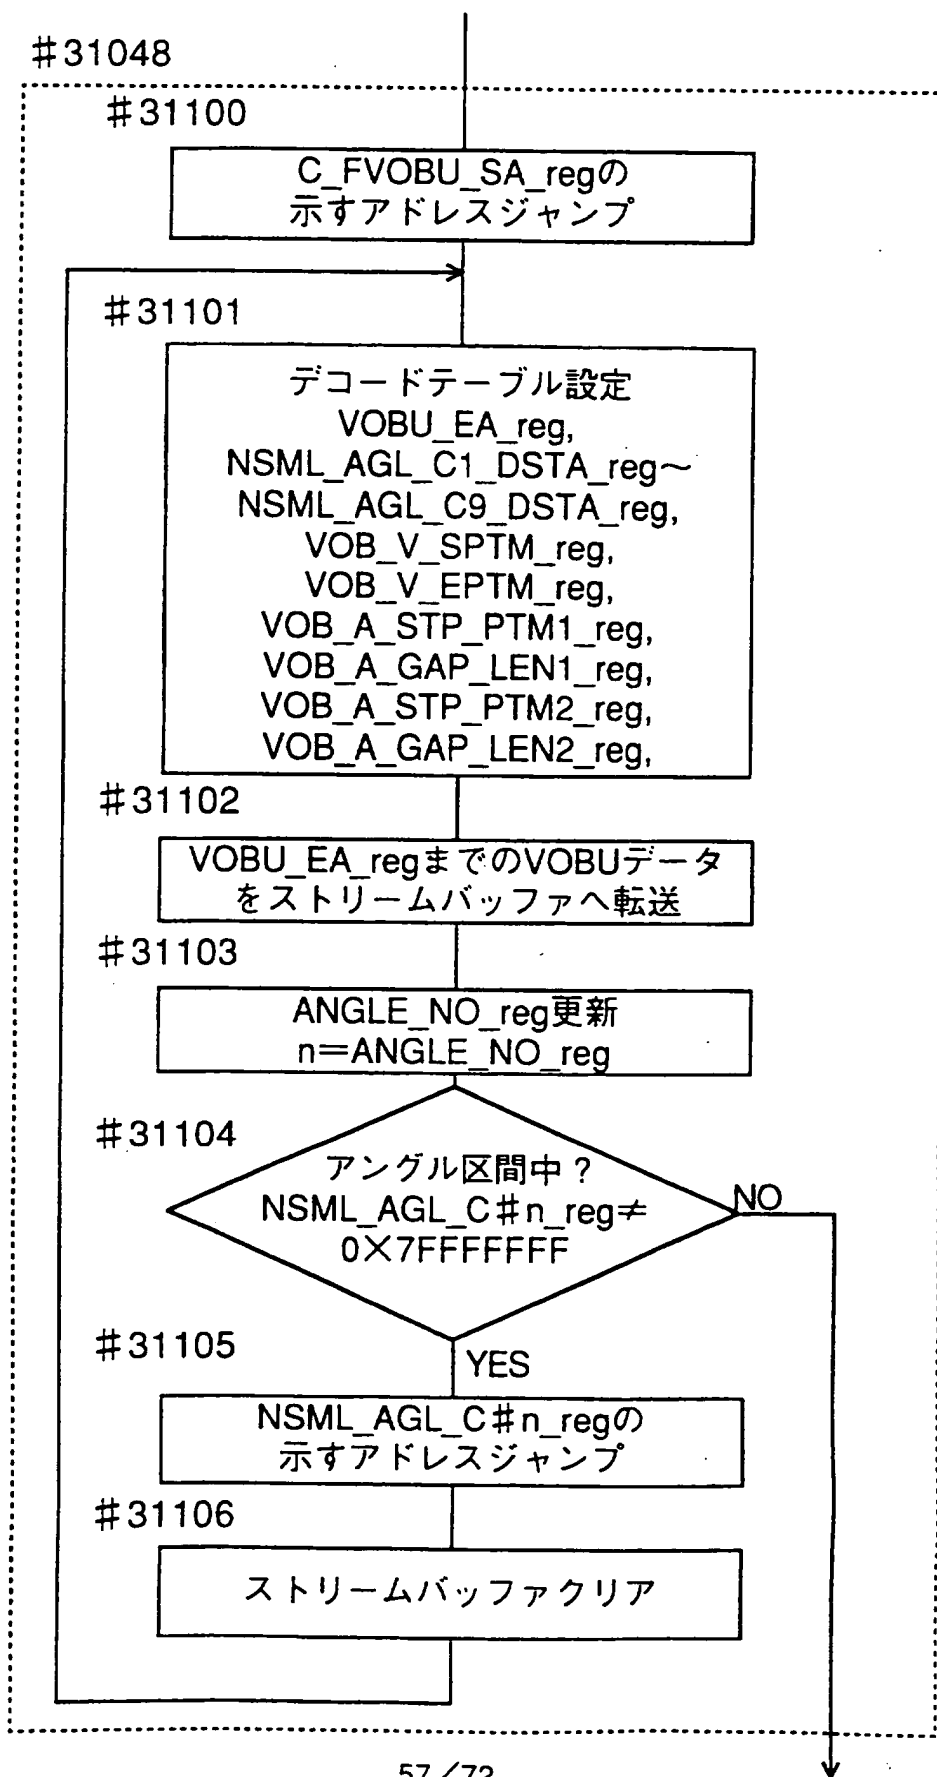 #31048
#31100
C_FVOBU_SA_regの
示すアドレスジャンプ
#31101
デコードテーブル設定
VOBU_EA_reg,
NSML_AGL_C1_DSTA_reg～
NSML_AGL_C9_DSTA_reg,
VOB_V_SPTM_reg,
VOB_V_EPTM_reg,
VOB_A_STP_PTM1_reg,
VOB_A_GAP_LEN1_reg,
VOB_A_STP_PTM2_reg,
VOB_A_GAP_LEN2_reg,
#31102
VOBU_EA_regまでのVOBUデータ
をストリームバッファへ転送
#31103
ANGLE_NO_reg更新
n=ANGLE_NO_reg
#31104
アングル区間中？
NSML_AGL_C#n_reg≠
0×7FFFFFFF
NO
#31105
YES
NSML_AGL_C#n_regの
示すアドレスジャンプ
#31106
ストリームバッファクリア
57/72